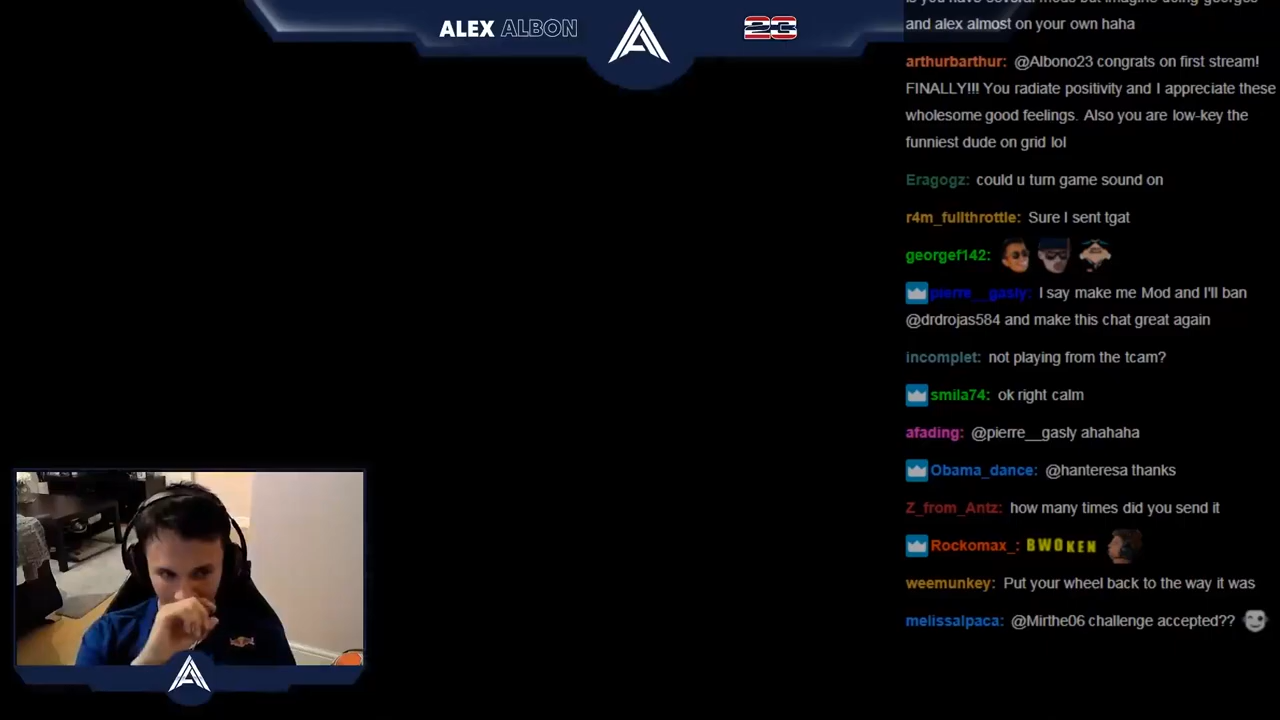 ALEX ALBON
23
and alex almost on your own haha
arthurbarthur: @Albono23 congrats on first stream!
FINALLY!!! You radiate positivity and I appreciate these
wholesome good feelings. Also you are low-key the
funniest dude on grid lol
Eragogz: could u turn game sound on
r4m_fullthrottle: Sure I sent tgat
georgef142:
pierre__gasly: I say make me Mod and I'll ban
@drdrojas584 and make this chat great again
incomplet: not playing from the tcam?
smila74: ok right calm
afading: @pierre__gasly ahahaha
Obama_dance: @hanteresa thanks
Z_from_Antz: how many times did you send it
Rockomax_: BWOKEN
weemunkey: Put your wheel back to the way it was
melissalpaca: @Mirthe06 challenge accepted??